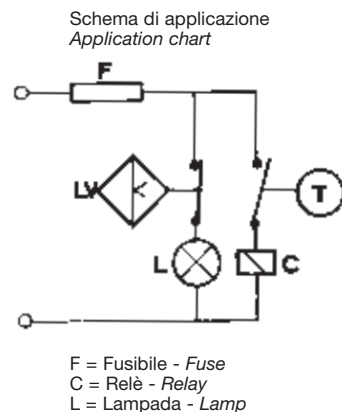 Schema di applicazione
Application chart
F
LV
T
L
C
F = Fusibile - Fuse
C = Relè - Relay
L = Lampada - Lamp